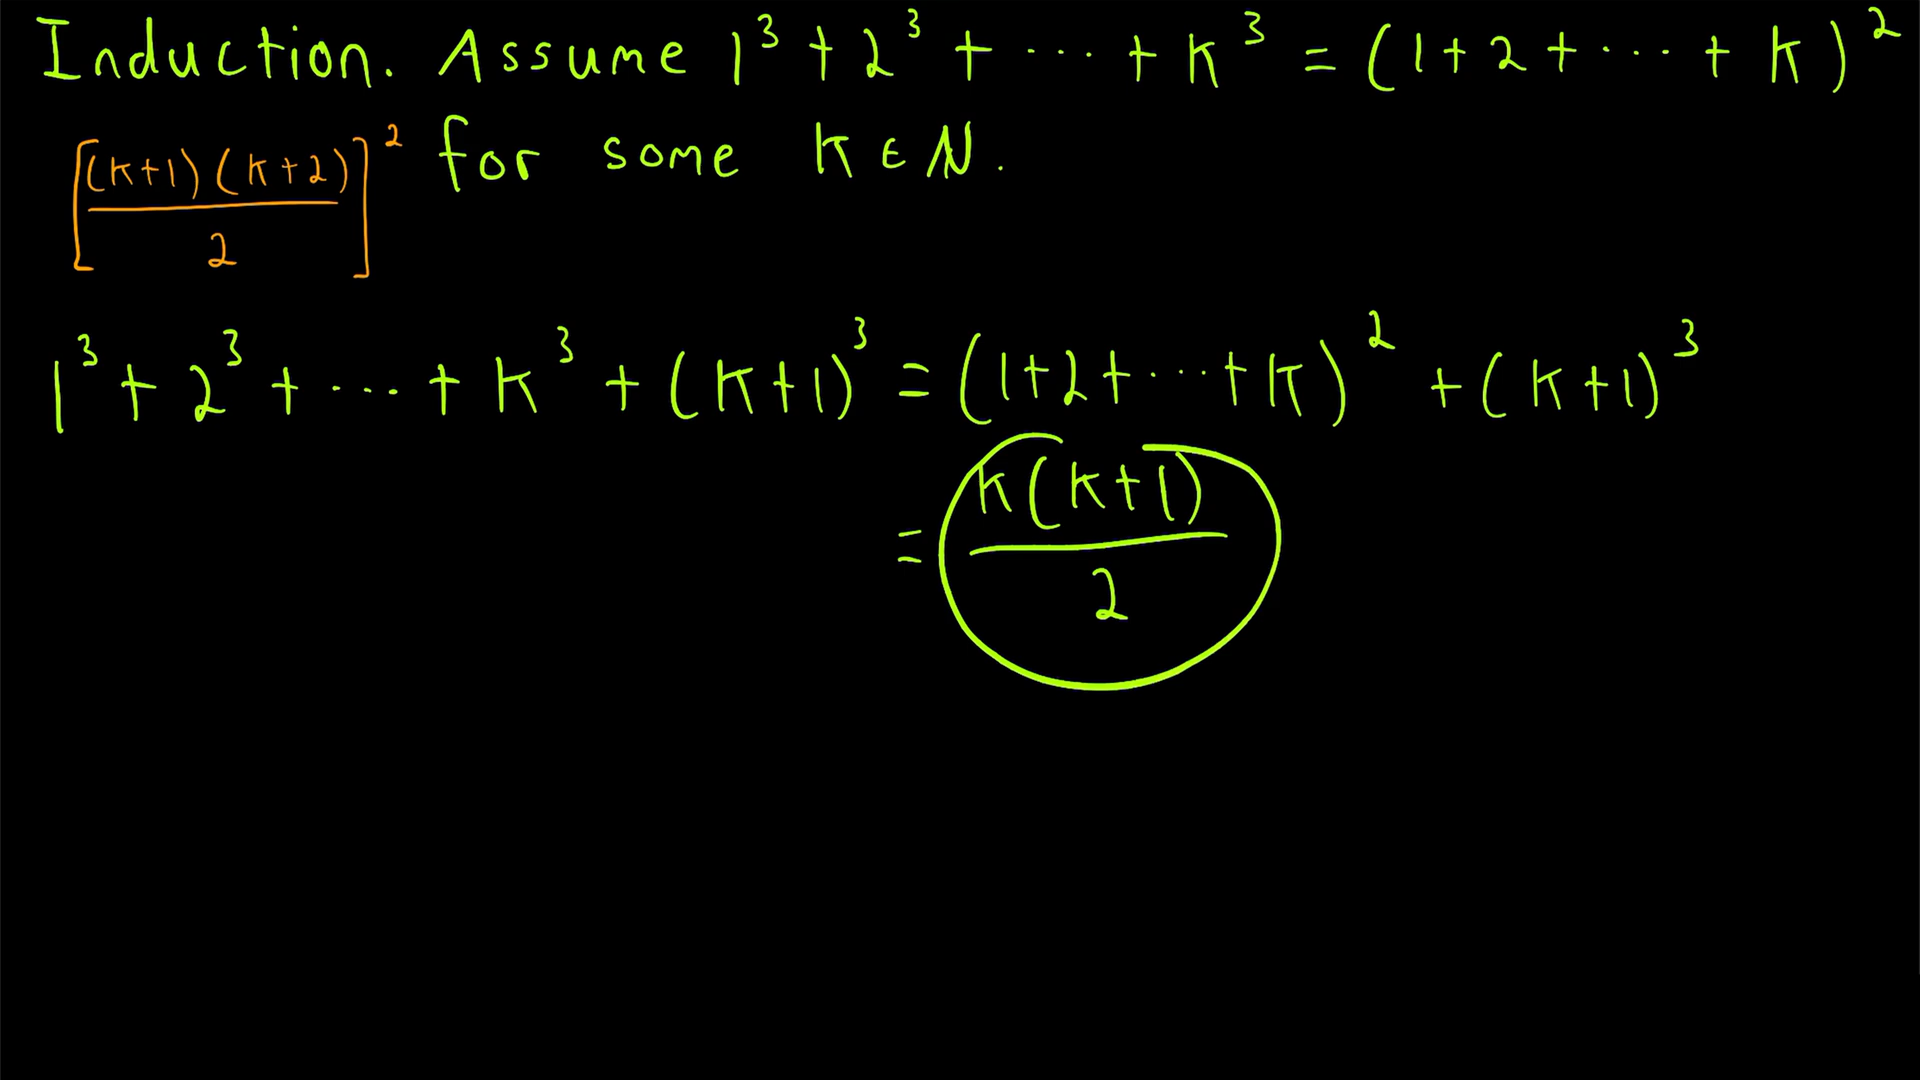 Induction. Assume 1³ + 2³ + ··· + k³ = (1 + 2 + ··· + k)²
for some k ∈ N.
[(k+1)(k+2)/2]²
1³ + 2³ + ··· + k³ + (k+1)³ = (1+2+···+k)² + (k+1)³
= k(k+1)/2